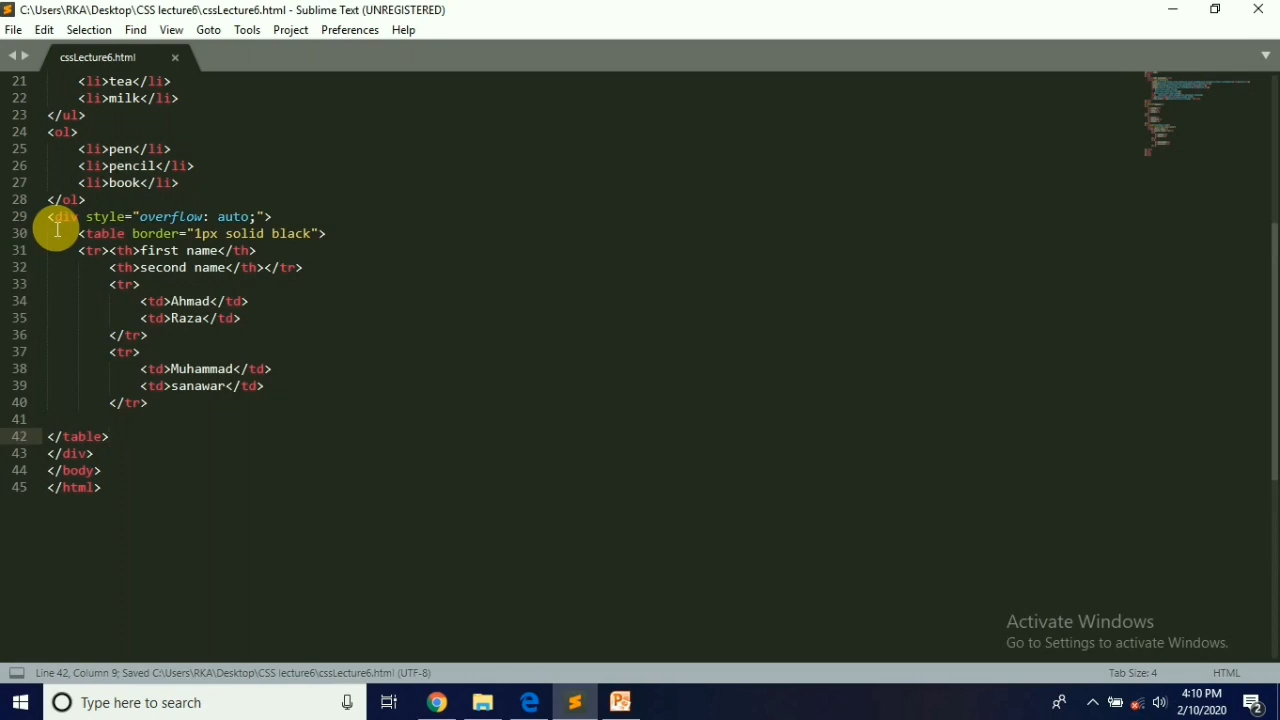 C:\Users\RKA\Desktop\CSS lecture6\cssLecture6.html - Sublime Text (UNREGISTERED)
File Edit Selection Find View Goto Tools Project Preferences Help
cssLecture6.html
21 <li>tea</li>
22 <li>milk</li>
23 </ul>
24 <ol>
25 <li>pen</li>
26 <li>pencil</li>
27 <li>book</li>
28 </ol>
29 <div style="overflow: auto;">
30 <table border="1px solid black">
31 <tr><th>first name</th>
32 <th>second name</th></tr>
33 <tr>
34 <td>Ahmad</td>
35 <td>Raza</td>
36 </tr>
37 <tr>
38 <td>Muhammad</td>
39 <td>sanawar</td>
40 </tr>
41
42 </table>
43 </div>
44 </body>
45 </html>
Activate Windows
Go to Settings to activate Windows.
Line 42, Column 9; Saved C:\Users\RKA\Desktop\CSS lecture6\cssLecture6.html (UTF-8) Tab Size: 4 HTML
Type here to search
4:10 PM
2/10/2020
2